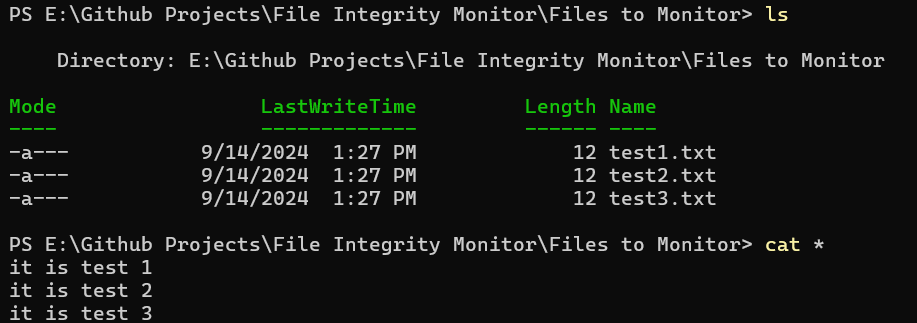 PS E:\Github Projects\File Integrity Monitor\Files to Monitor> ls
Directory: E:\Github Projects\File Integrity Monitor\Files to Monitor
Mode                LastWriteTime         Length Name
----                -------------         ------ ----
-a---        9/14/2024  1:27 PM             12 test1.txt
-a---        9/14/2024  1:27 PM             12 test2.txt
-a---        9/14/2024  1:27 PM             12 test3.txt
PS E:\Github Projects\File Integrity Monitor\Files to Monitor> cat *
it is test 1
it is test 2
it is test 3